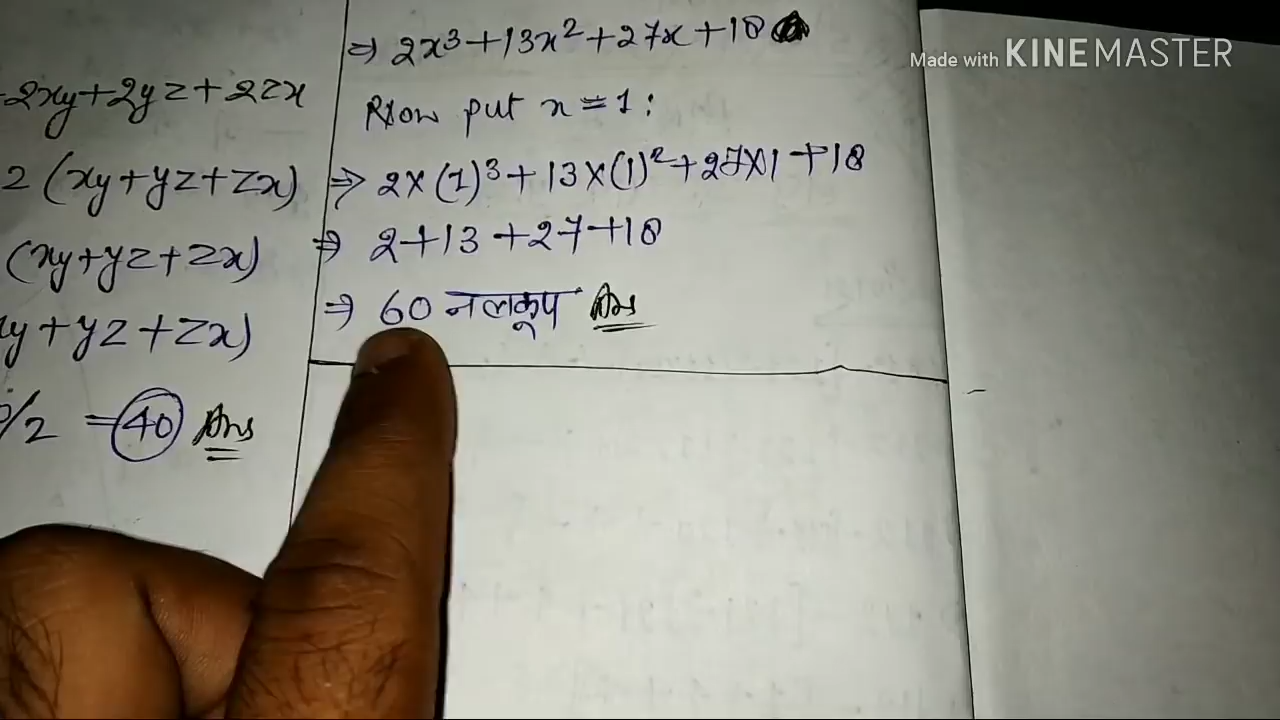 -2xy+2yz+2zx
2(xy+yz+zx)
(xy+yz+zx)
xy+yz+zx)
/2 =40 Ans
⇒ 2x³+13x²+27x+18
Now put x=1:
⇒ 2×(1)³+13×(1)²+27×1+18
⇒ 2+13+27+18
⇒ 60 नलकूप Ans
Made with KINEMASTER